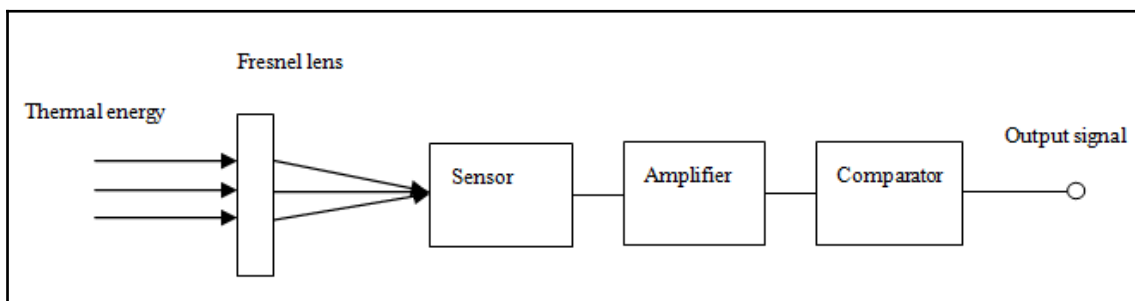 Fresnel lens
Thermal energy
Output signal
Sensor
Amplifier
Comparator